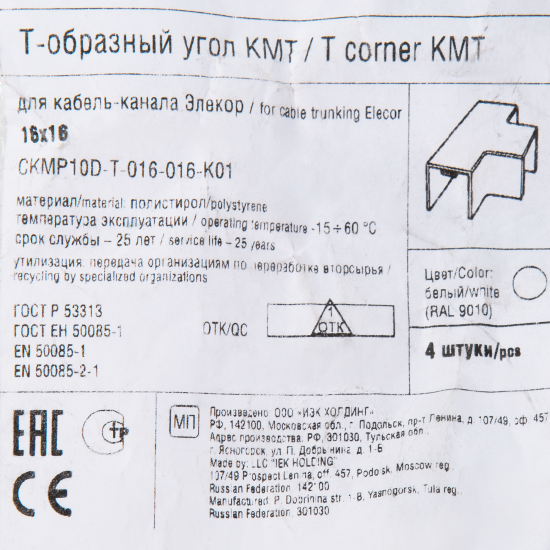 Т-образный угол КМТ / T corner KMT
для кабель-канала Элекор / for cable trunking Elecor
16x16
CKMP10D-T-016-016-K01
материал/material: полистирол/polystyrene
температура эксплуатации / operating temperature -15÷60 °C
срок службы – 25 лет / service life – 25 years
утилизация: передача организациям по переработке вторсырья /
recycling by specialized organizations
Цвет/Color:
белый/white
(RAL 9010)
ГОСТ Р 53313
ГОСТ ЕН 50085-1
EN 50085-1
EN 50085-2-1
ОТК/QC
1
ОТК
4 штуки/pcs
EAC
CE
МП
Произведено: ООО «ИЭК ХОЛДИНГ»
РФ, 142100, Московская обл., г. Подольск, пр-т Ленина, д. 107/49, оф. 457
Адрес производства: РФ, 301030, Тульская обл.,
г. Ясногорск, ул. П. Добрынина, д. 1-Б
Made by: LLC "IEK HOLDING"
107/49 Prospect Lenina, off. 457, Podolsk, Moscow reg.,
Russian Federation, 142100
Manufactured: P. Dobrinina str., 1-B, Yasnogorsk, Tula reg.,
Russian Federation, 301030